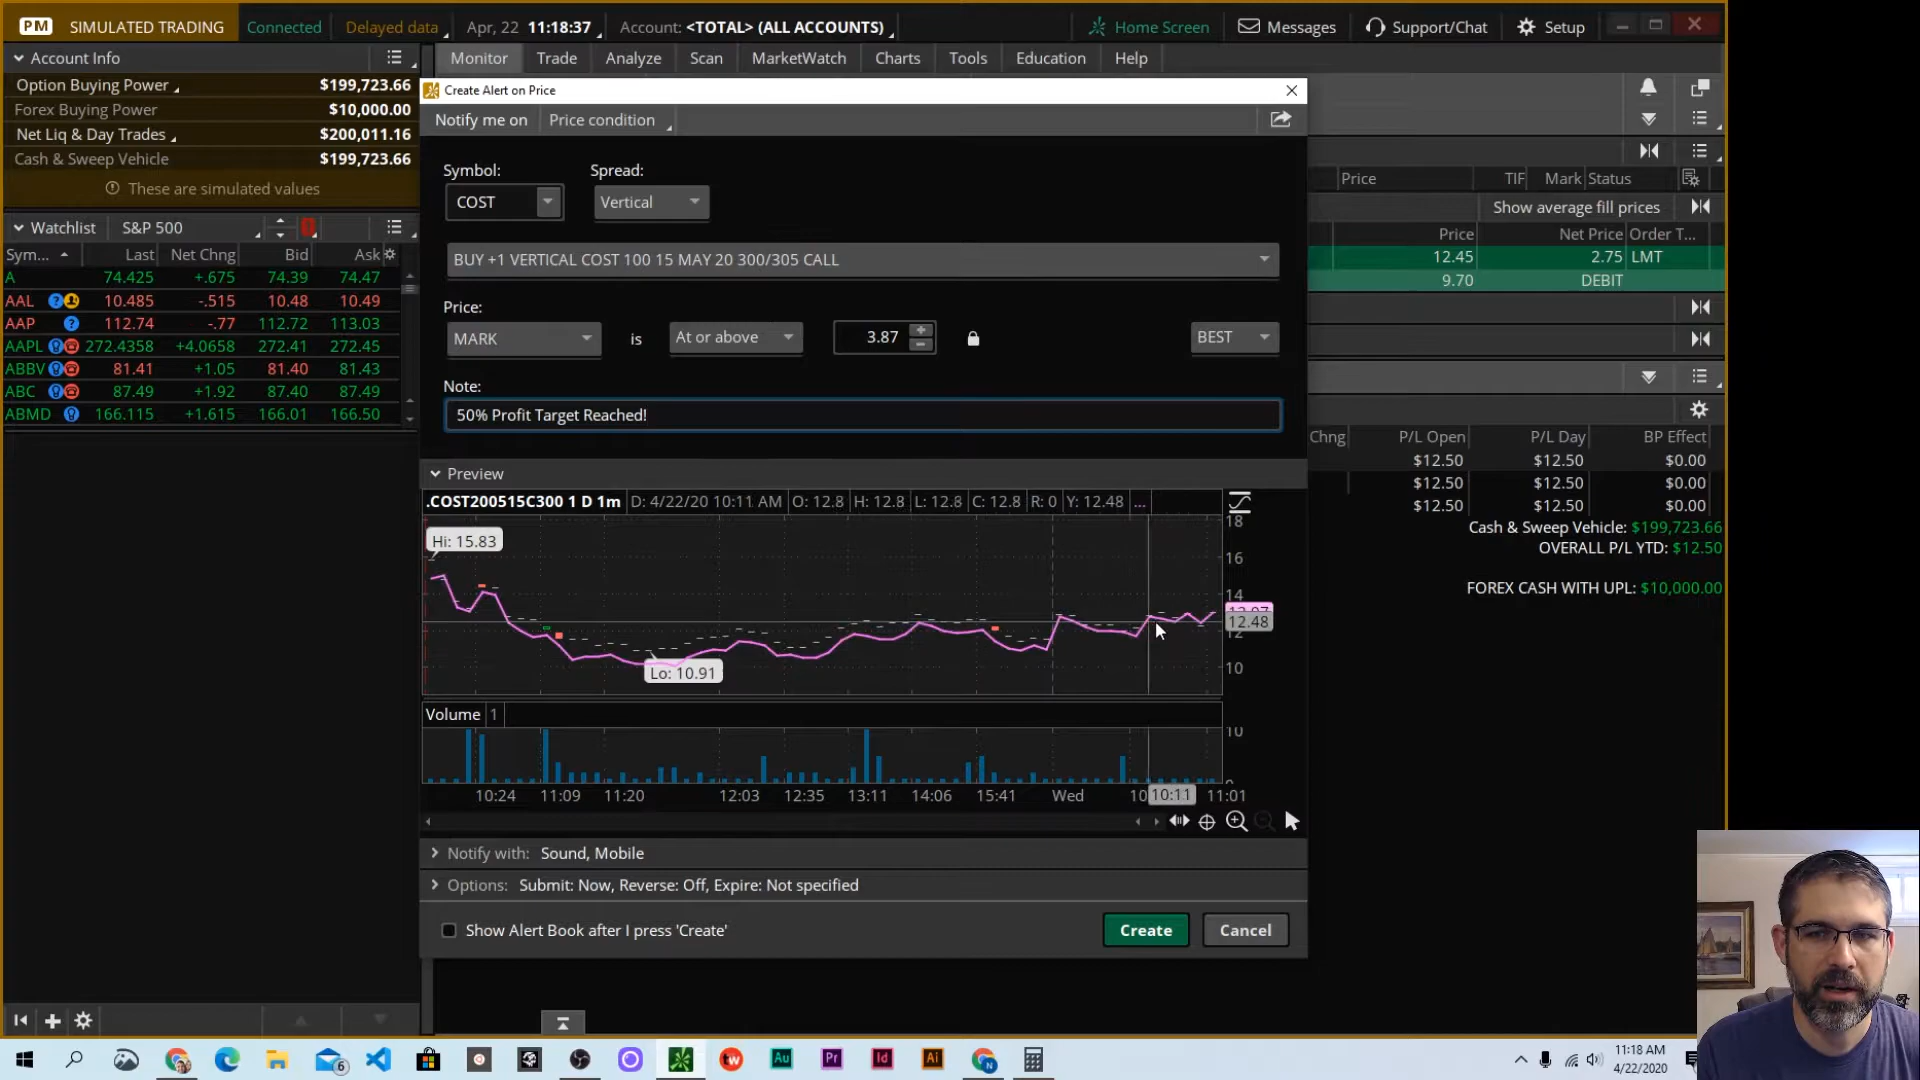 PM SIMULATED TRADING Connected Delayed data Apr, 22 11:18:37 Account: <TOTAL> (ALL ACCOUNTS) Home Screen Messages Support/Chat Setup
Account Info
Option Buying Power $199,723.66
Forex Buying Power $10,000.00
Net Liq & Day Trades $200,011.16
Cash & Sweep Vehicle $199,723.66
These are simulated values
Watchlist S&P 500
Sym... Last Net Chng Bid Ask
A 74.425 +.675 74.39 74.47
AAL 10.485 -.515 10.48 10.49
AAP 112.74 -.77 112.72 113.03
AAPL 272.4358 +4.0658 272.41 272.45
ABBV 81.41 +1.05 81.40 81.43
ABC 87.49 +1.92 87.40 87.49
ABMD 166.115 +1.615 166.01 166.50
Monitor Trade Analyze Scan MarketWatch Charts Tools Education Help
Create Alert on Price
Notify me on Price condition
Symbol: Spread:
COST Vertical
BUY +1 VERTICAL COST 100 15 MAY 20 300/305 CALL
Price:
MARK is At or above 3.87 BEST
Note:
50% Profit Target Reached!
Preview
.COST200515C300 1 D 1m D: 4/22/20 10:11 AM O: 12.8 H: 12.8 L: 12.8 C: 12.8 R: 0 Y: 12.48 ...
18
Hi: 15.83
16
14
12.48
12
Lo: 10.91
10
Volume 1
10
10:24 11:09 11:20 12:03 12:35 13:11 14:06 15:41 Wed 10 10:11 11:01
Notify with: Sound, Mobile
Options: Submit: Now, Reverse: Off, Expire: Not specified
Show Alert Book after I press 'Create'
Create Cancel
Price TIF Mark Status
Show average fill prices
Price Net Price Order T...
12.45 2.75 LMT
9.70 DEBIT
Chng P/L Open P/L Day BP Effect
$12.50 $12.50 $0.00
$12.50 $12.50 $0.00
$12.50 $12.50 $0.00
Cash & Sweep Vehicle: $199,723.66
OVERALL P/L YTD: $12.50
FOREX CASH WITH UPL: $10,000.00
6 tw Au Pr Id Ai N
11:18 AM
4/22/2020